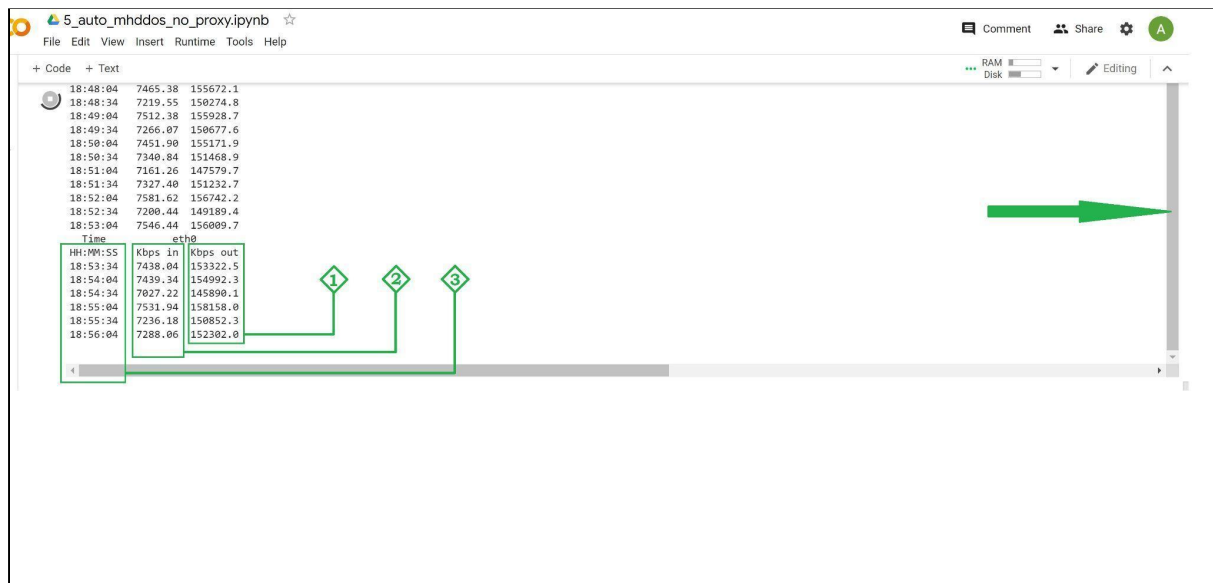 5_auto_mhddos_no_proxy.ipynb
Comment Share A
File Edit View Insert Runtime Tools Help
+ Code + Text
RAM
Disk
Editing
18:48:04 7465.38 155672.1
18:48:34 7219.55 150274.8
18:49:04 7512.38 155928.7
18:49:34 7266.07 150677.6
18:50:04 7451.90 155171.9
18:50:34 7340.84 151468.9
18:51:04 7161.26 147579.7
18:51:34 7327.40 151232.7
18:52:04 7581.62 156742.2
18:52:34 7200.44 149189.4
18:53:04 7546.44 156009.7
Time eth0
HH:MM:SS Kbps in Kbps out
18:53:34 7438.04 153322.5
18:54:04 7439.34 154992.3
18:54:34 7027.22 145890.1
18:55:04 7531.94 158158.0
18:55:34 7236.18 150852.3
18:56:04 7288.06 152302.0
1 2 3